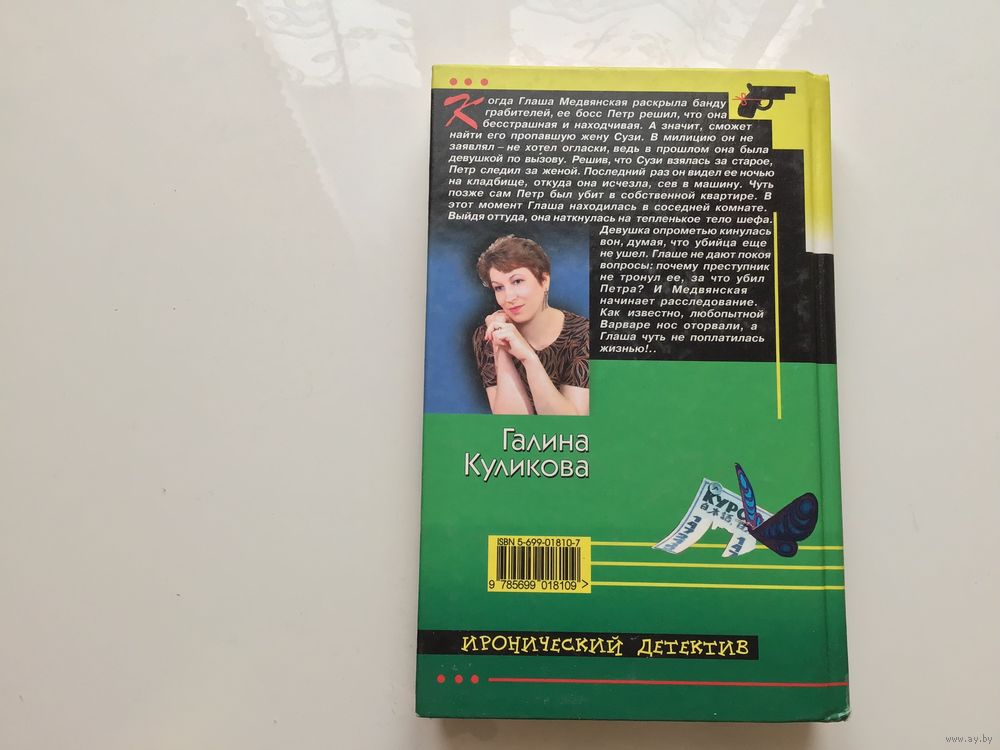 Когда Глаша Медвянская раскрыла банду
грабителей, ее босс Петр решил, что она
бесстрашная и находчивая. А значит, сможет
найти его пропавшую жену Сузи. В милицию он не
заявлял – не хотел огласки, ведь в прошлом она была
девушкой по вызову. Решив, что Сузи взялась за старое,
Петр следил за женой. Последний раз он видел ее ночью
на кладбище, откуда она исчезла, сев в машину. Чуть
позже сам Петр был убит в собственной квартире. В
этот момент Глаша находилась в соседней комнате.
Выйдя оттуда, она наткнулась на тепленькое тело шефа.
Девушка опрометью кинулась
вон, думая, что убийца еще
не ушел. Глаше не дают покоя
вопросы: почему преступник
не тронул ее, за что убил
Петра? И Медвянская
начинает расследование.
Как известно, любопытной
Варваре нос оторвали, а
Глаша чуть не поплатилась
жизнью!..
Галина
Куликова
КУРС
ISBN 5-699-01810-7
9 785699 018109 >
ИРОНИЧЕСКИЙ ДЕТЕКТИВ
www.ay.by